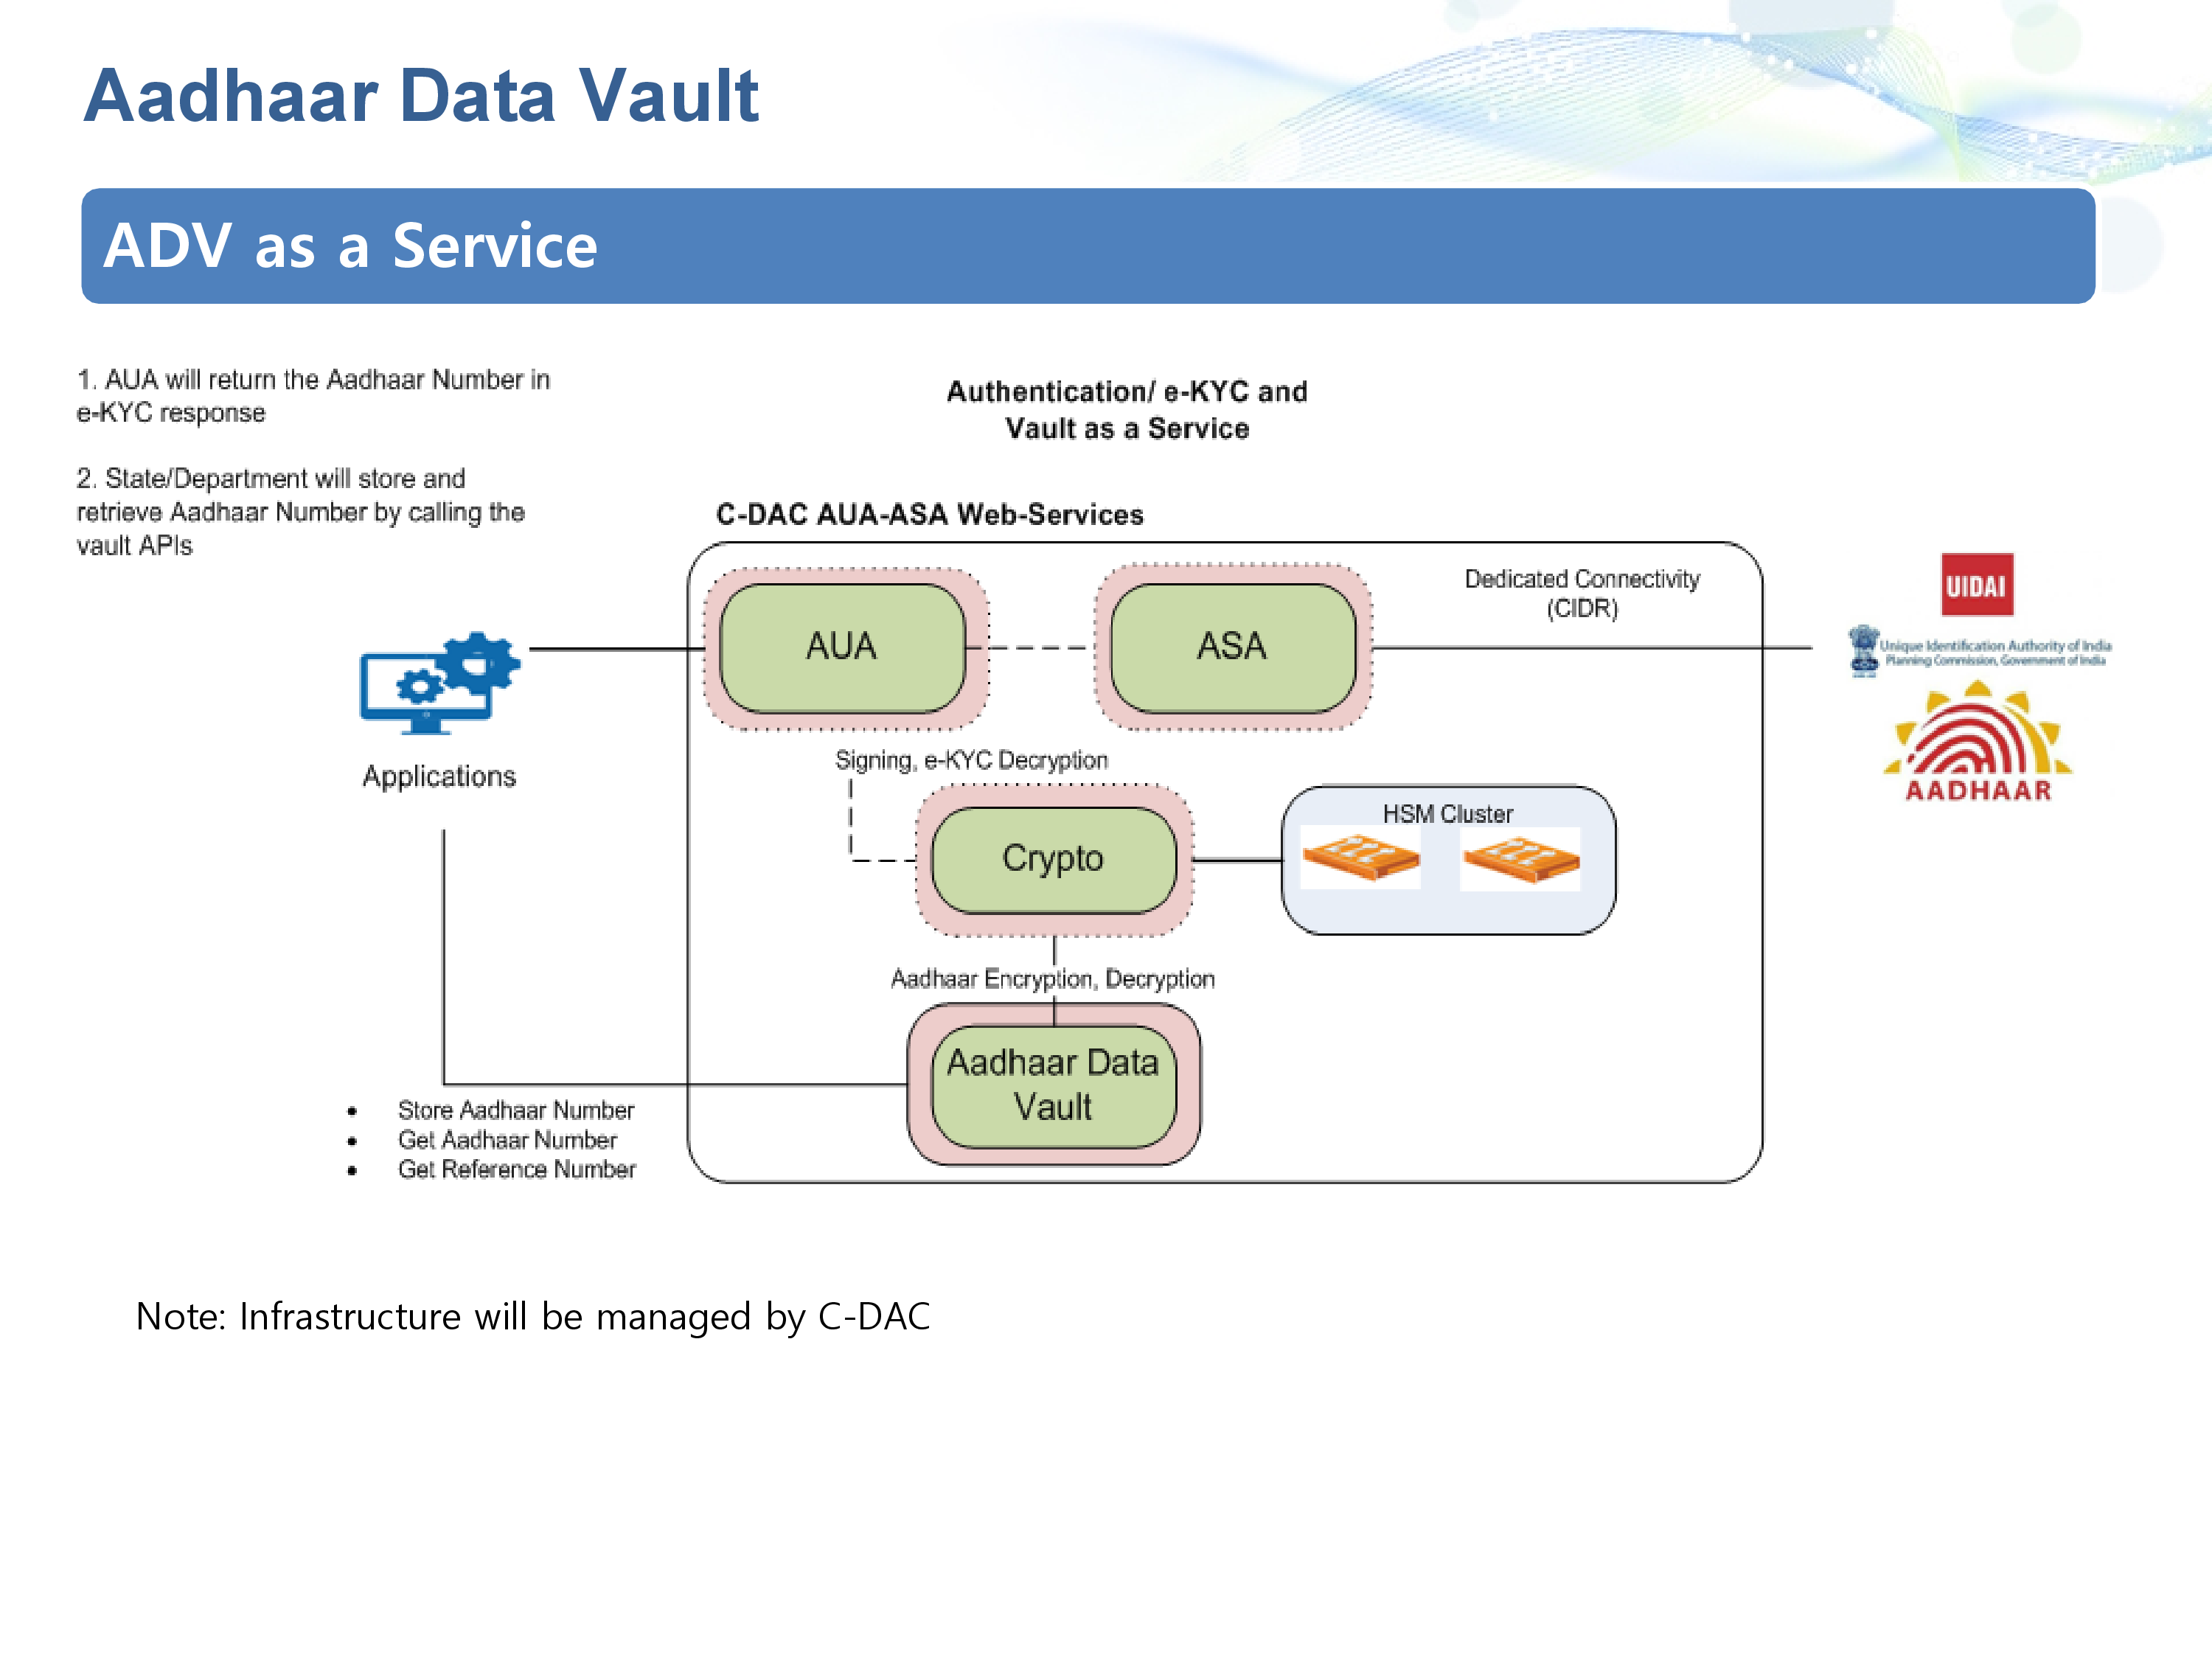 Aadhaar Data Vault
ADV as a Service
1. AUA will return the Aadhaar Number in
e-KYC response
2. State/Department will store and
retrieve Aadhaar Number by calling the
vault APIs
Authentication/ e-KYC and
Vault as a Service
C-DAC AUA-ASA Web-Services
AUA
ASA
Dedicated Connectivity
(CIDR)
UIDAI
Unique Identification Authority of India
Planning Commission, Government of India
AADHAAR
Applications
Signing, e-KYC Decryption
Crypto
HSM Cluster
Aadhaar Encryption, Decryption
Aadhaar Data
Vault
• Store Aadhaar Number
• Get Aadhaar Number
• Get Reference Number
Note: Infrastructure will be managed by C-DAC